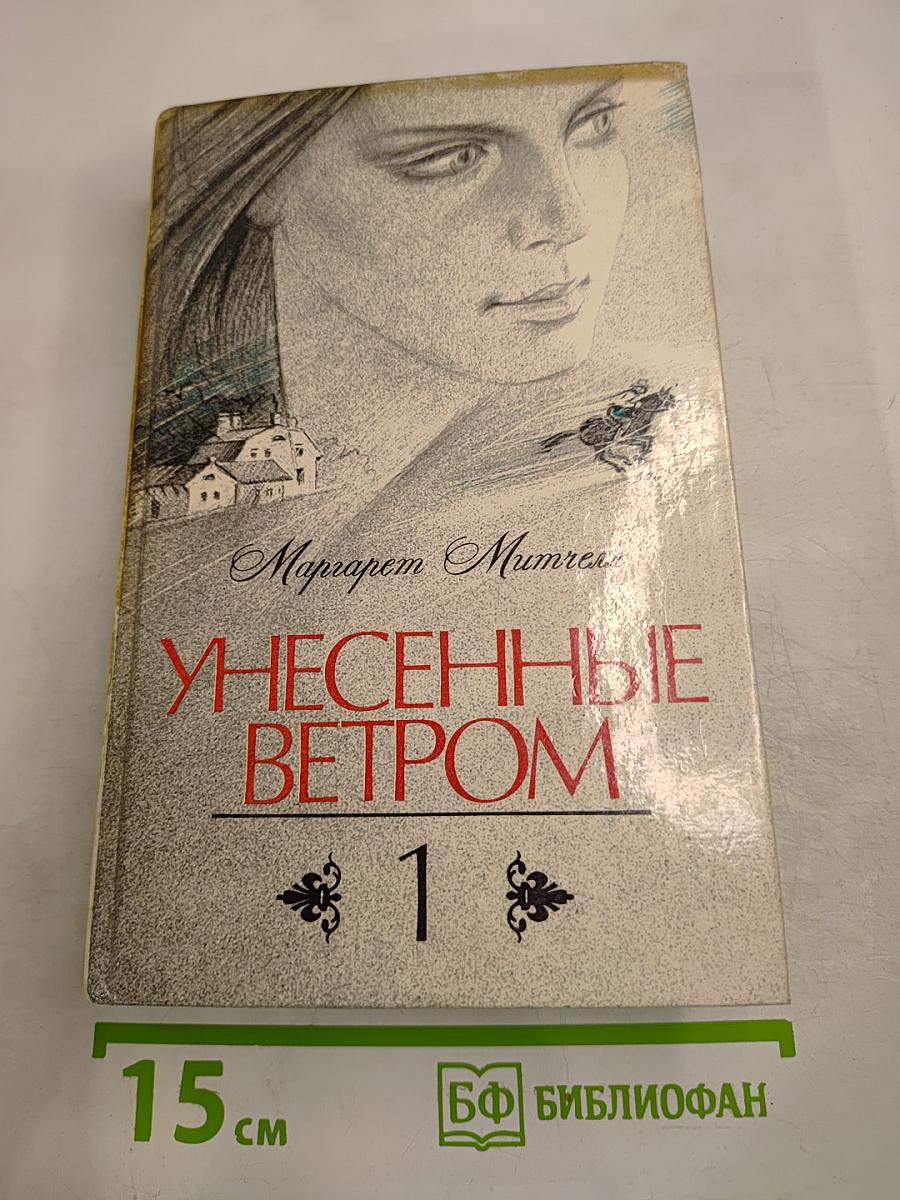 Маргарет Митчелл
УНЕСЕННЫЕ
ВЕТРОМ
1
15 см
БФ БИБЛИОФАН